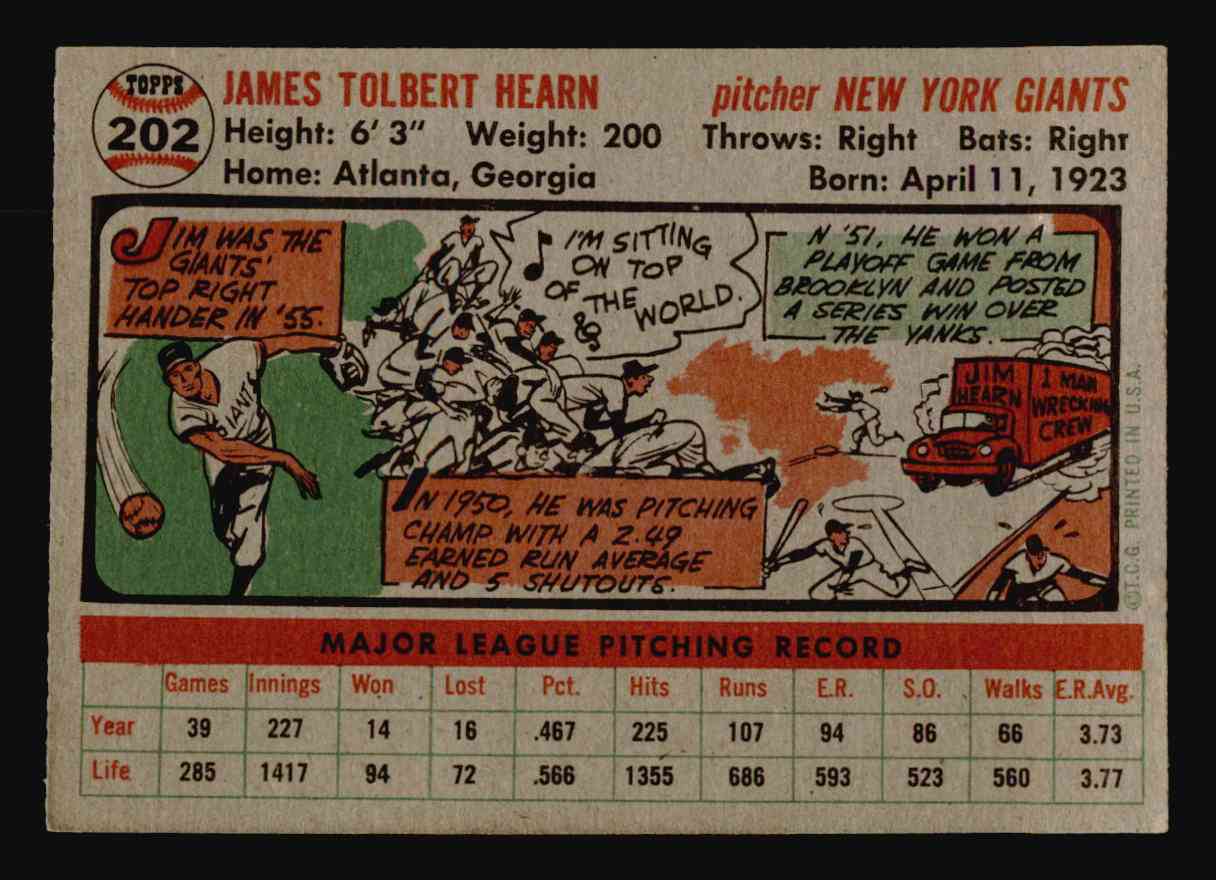 TOPPS
202
JAMES TOLBERT HEARN
pitcher NEW YORK GIANTS
Height: 6' 3" Weight: 200 Throws: Right Bats: Right
Home: Atlanta, Georgia
Born: April 11, 1923
JIM WAS THE
GIANTS'
TOP RIGHT
HANDER IN '55.
GIANTS
I'M SITTING
ON TOP
OF THE
WORLD.
IN 1950, HE WAS PITCHING
CHAMP WITH A 2.49
EARNED RUN AVERAGE
AND 5 SHUTOUTS.
N '51, HE WON A
PLAYOFF GAME FROM
BROOKLYN AND POSTED
A SERIES WIN OVER
THE YANKS.
JIM
HEARN
1 MAN
WRECKING
CREW
©T.C.G. PRINTED IN U.S.A.
MAJOR LEAGUE PITCHING RECORD
Games Innings Won Lost Pct. Hits Runs E.R. S.O. Walks E.R.Avg.
Year 39 227 14 16 .467 225 107 94 86 66 3.73
Life 285 1417 94 72 .566 1355 686 593 523 560 3.77